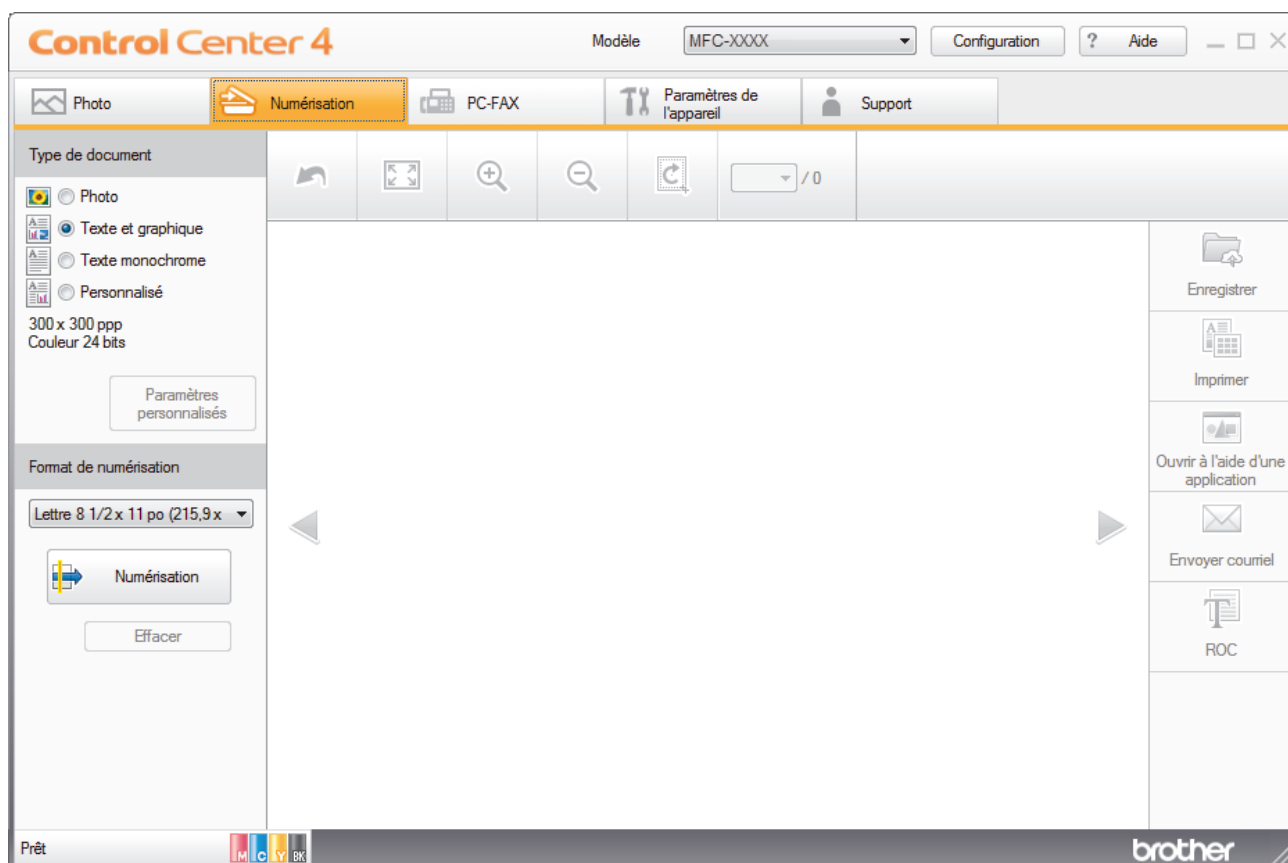 Control Center 4
Modèle
MFC-XXXX
Configuration
? Aide
Photo
Numérisation
PC-FAX
Paramètres de
l'appareil
Support
Type de document
Photo
Texte et graphique
Texte monochrome
Personnalisé
300 x 300 ppp
Couleur 24 bits
Paramètres
personnalisés
Format de numérisation
Lettre 8 1/2 x 11 po (215,9 x
Numérisation
Effacer
/ 0
Enregistrer
Imprimer
Ouvrir à l'aide d'une
application
Envoyer courriel
ROC
Prêt
M C Y BK
brother